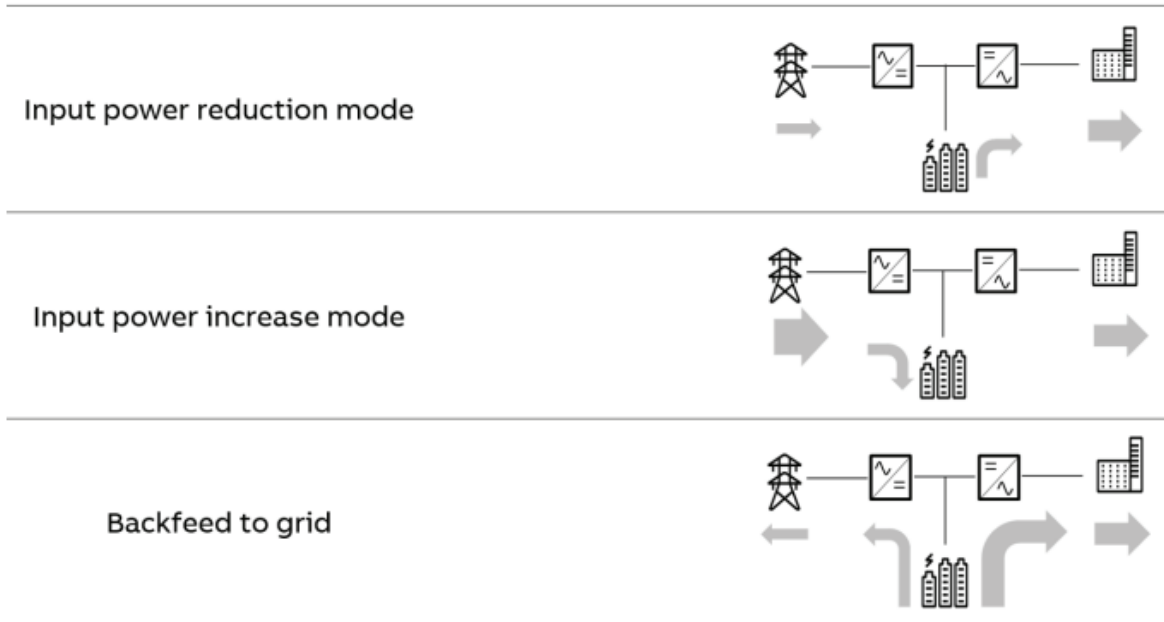 Input power reduction mode
Input power increase mode
Backfeed to grid